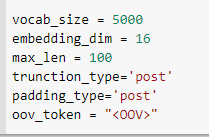 vocab_size = 5000
embedding_dim = 16
max_len = 100
trunction_type='post'
padding_type='post'
oov_token = "<OOV>"